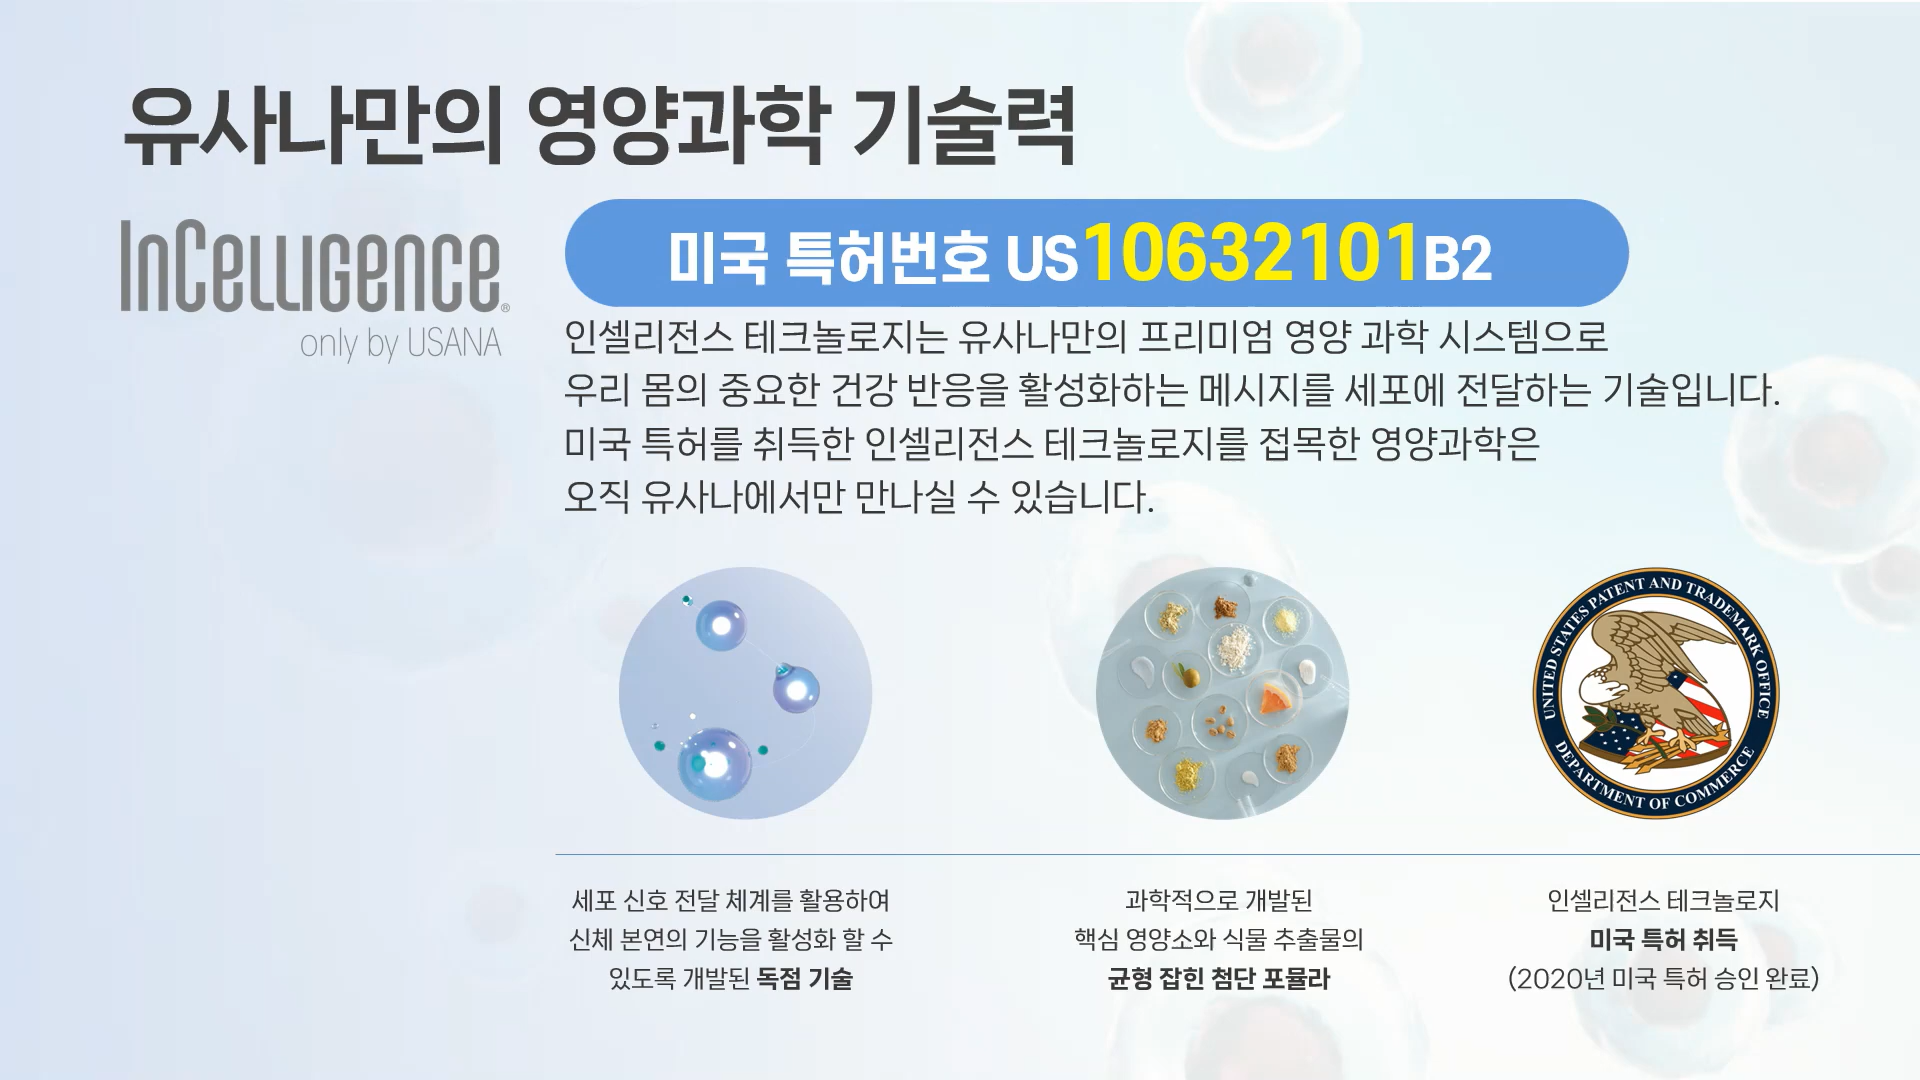 유사나만의 영양과학 기술력
InCelligence®
only by USANA
미국 특허번호 US10632101B2
인셀리전스 테크놀로지는 유사나만의 프리미엄 영양 과학 시스템으로
우리 몸의 중요한 건강 반응을 활성화하는 메시지를 세포에 전달하는 기술입니다.
미국 특허를 취득한 인셀리전스 테크놀로지를 접목한 영양과학은
오직 유사나에서만 만나실 수 있습니다.
UNITED STATES PATENT AND TRADEMARK OFFICE
DEPARTMENT OF COMMERCE
세포 신호 전달 체계를 활용하여
신체 본연의 기능을 활성화 할 수
있도록 개발된 독점 기술
과학적으로 개발된
핵심 영양소와 식물 추출물의
균형 잡힌 첨단 포뮬라
인셀리전스 테크놀로지
미국 특허 취득
(2020년 미국 특허 승인 완료)